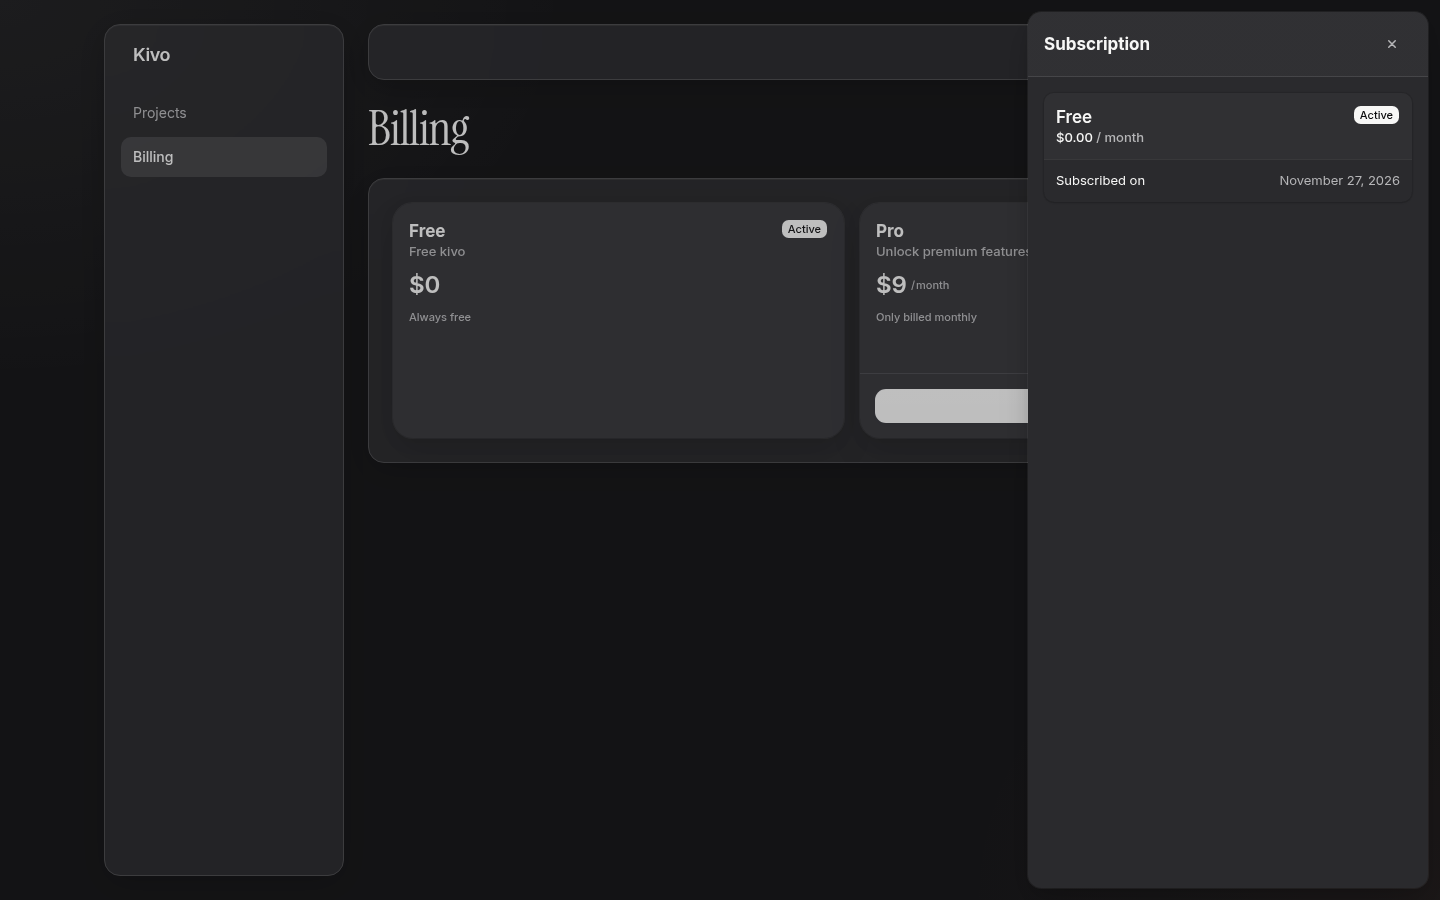 Kivo
Projects
Billing
Billing
Free
Active
Free kivo
$0
Always free
Pro
Unlock premium features
$9 /month
Only billed monthly
Subscription
Free
Active
$0.00 / month
Subscribed on November 27, 2026